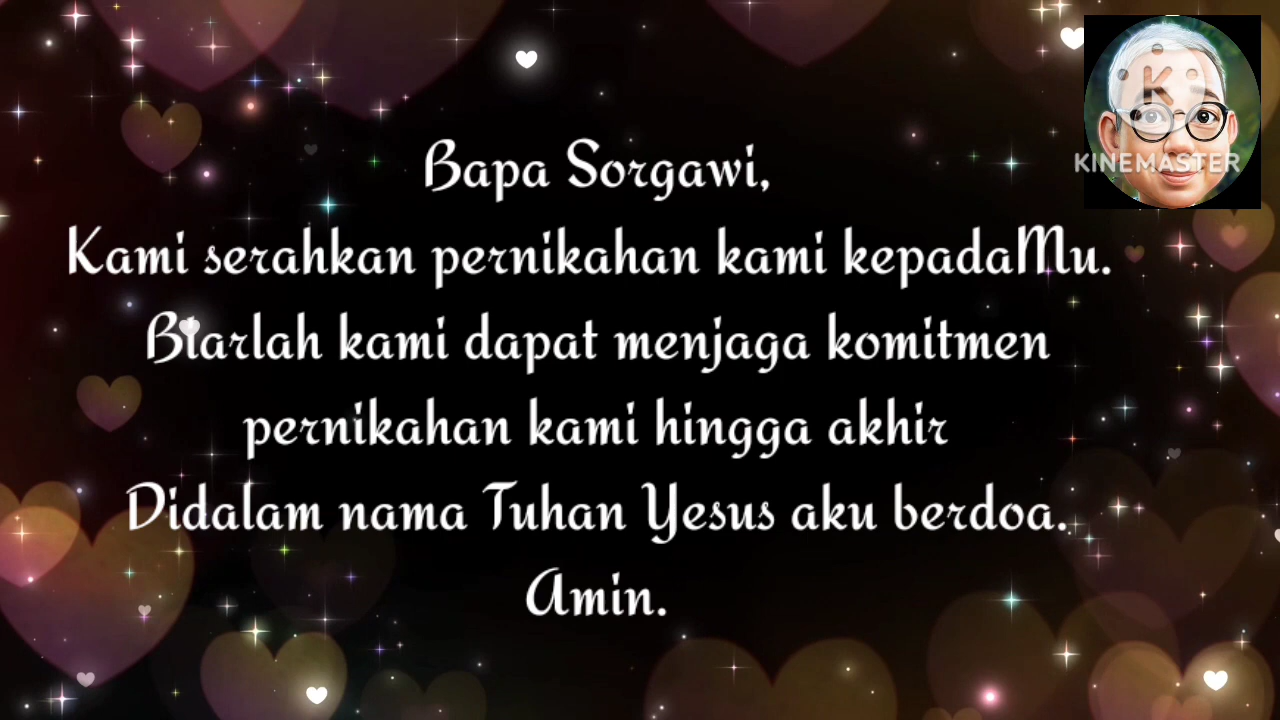 Bapa Sorgawi,
KINEMASTER
Kami serahkan pernikahan kami kepadaMu.
Biarlah kami dapat menjaga komitmen
pernikahan kami hingga akhir
Didalam nama Tuhan Yesus aku berdoa.
Amin.